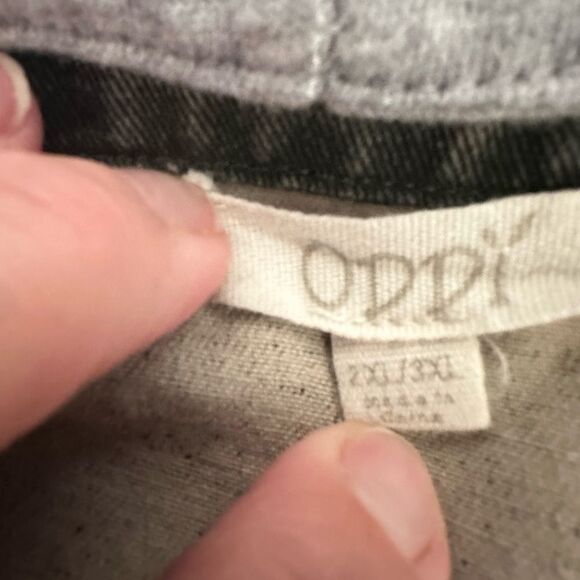 oddi
2XL/3XL
Made in
China